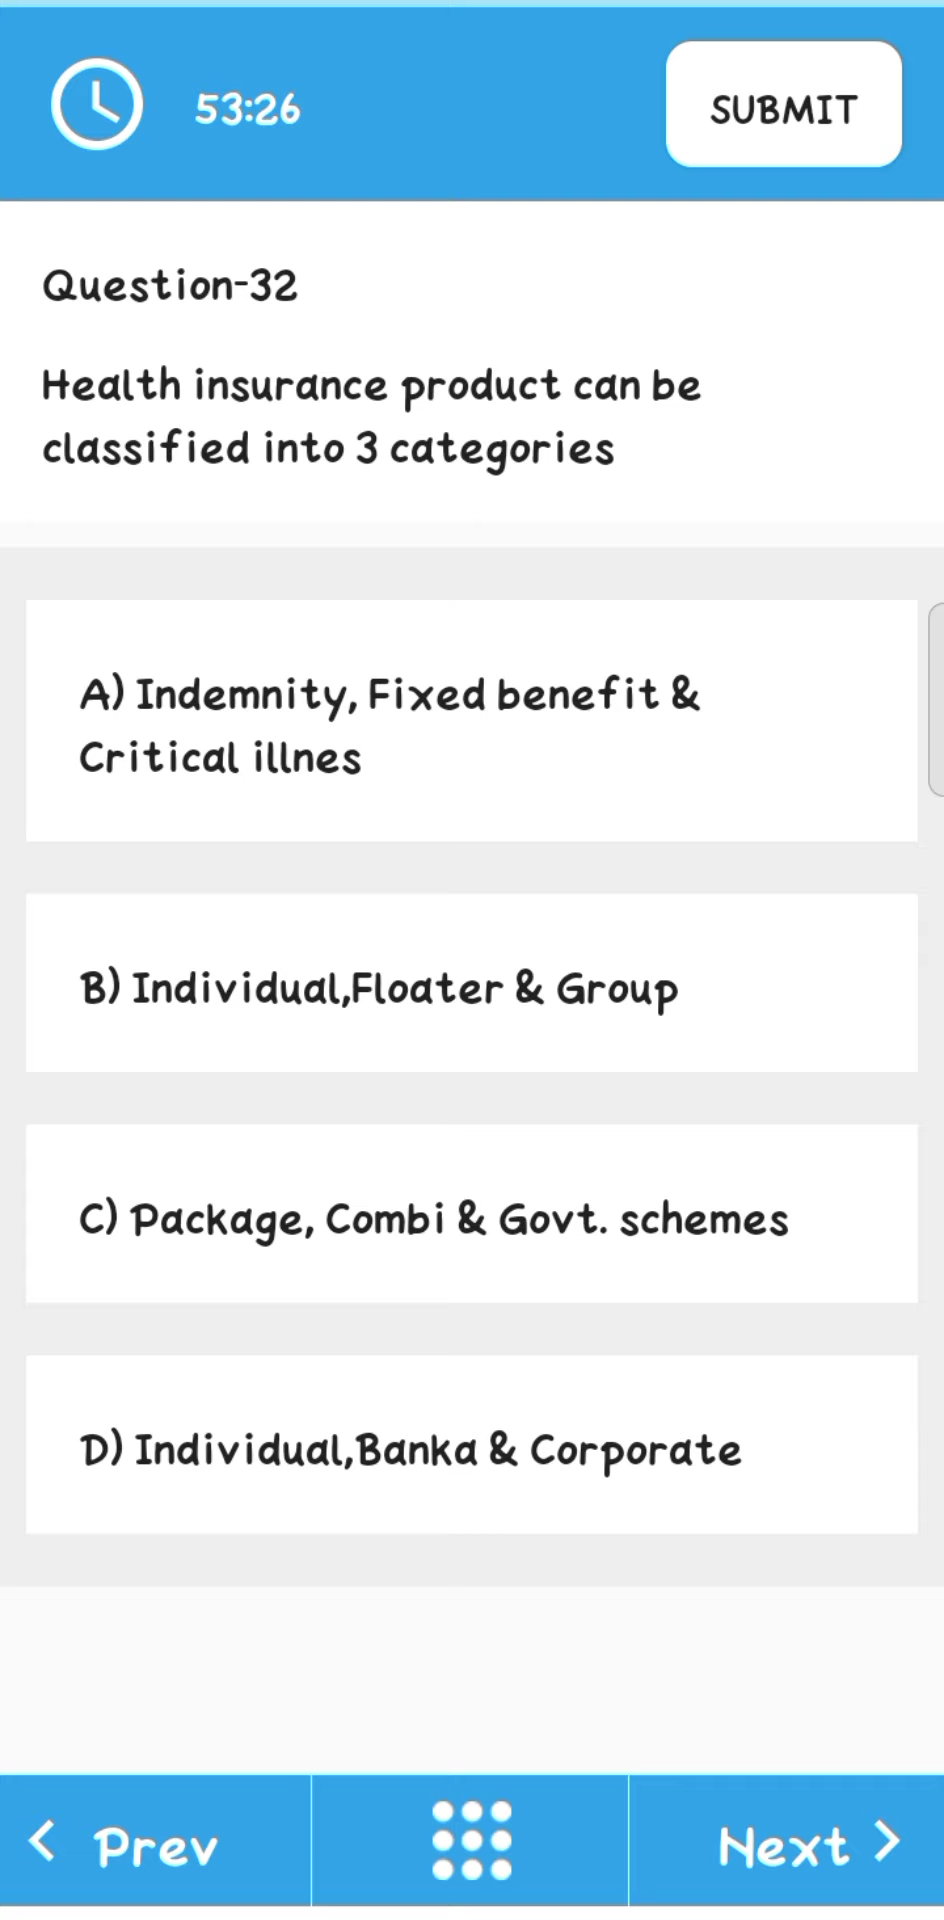 53:26
SUBMIT
Question-32
Health insurance product can be
classified into 3 categories
A) Indemnity, Fixed benefit &
Critical illnes
B) Individual,Floater & Group
C) Package, Combi & Govt. schemes
D) Individual,Banka & Corporate
Prev
Next